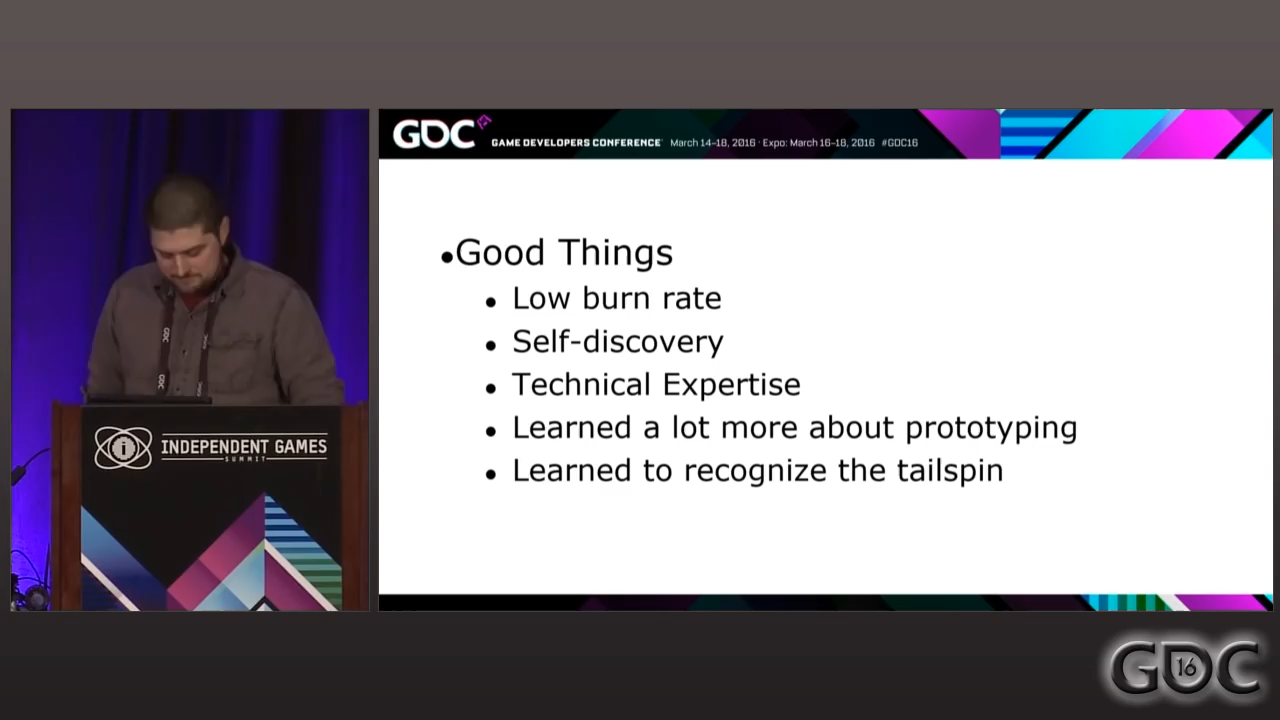 GDC
GAME DEVELOPERS CONFERENCE March 14-18, 2016 · Expo: March 16-18, 2016 #GDC16
•Good Things
• Low burn rate
• Self-discovery
• Technical Expertise
• Learned a lot more about prototyping
• Learned to recognize the tailspin
GDC
GDC
i
INDEPENDENT GAMES
SUMMIT
GDC
16